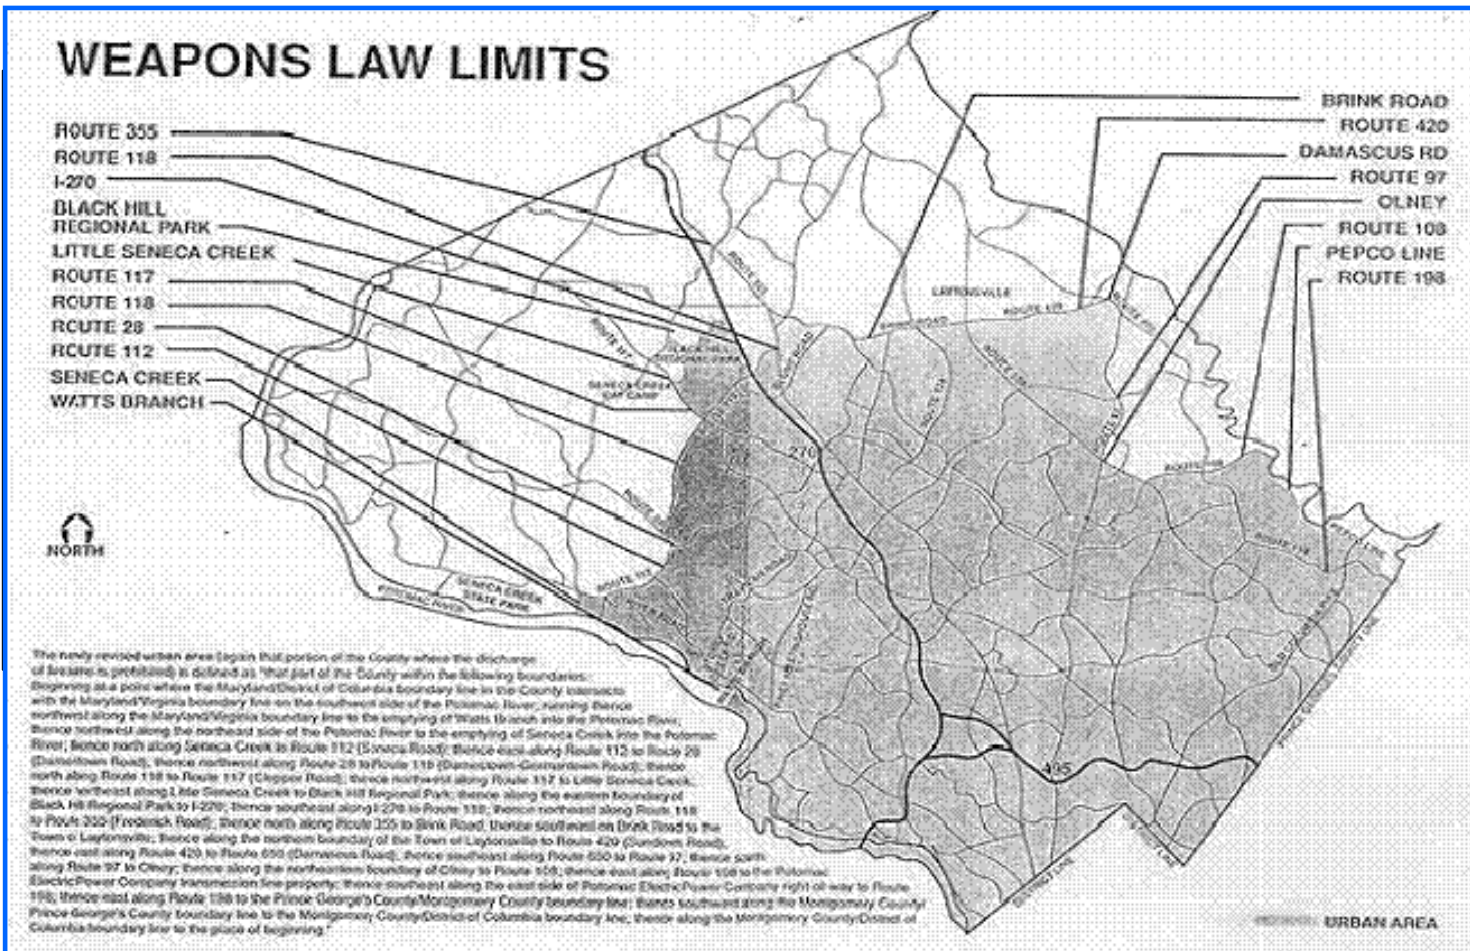 WEAPONS LAW LIMITS
ROUTE 355
ROUTE 118
I-270
BLACK HILL
REGIONAL PARK
LITTLE SENECA CREEK
ROUTE 117
ROUTE 118
ROUTE 28
ROUTE 112
SENECA CREEK
WATTS BRANCH
BRINK ROAD
ROUTE 420
DAMASCUS RD
ROUTE 97
OLNEY
ROUTE 108
PEPCO LINE
ROUTE 198
LAYTONSVILLE
BRINK ROAD
ROUTE 420
BLACK HILL
REGIONAL PARK
SENECA CREEK
DAY CAMP
270
NORTH
ROUTE 112
SENECA CREEK
STATE PARK
POTOMAC RIVER
495
The newly revised urban area (again that portion of the County where the discharge
of firearms is prohibited) is defined as "that part of the County within the following boundaries:
Beginning at a point where the Maryland/District of Columbia boundary line in the County intersects
with the Maryland/Virginia boundary line on the southwest side of the Potomac River; running thence
northwest along the Maryland/Virginia boundary line to the emptying of Watts Branch into the Potomac River;
thence northwest along the northeast side of the Potomac River to the emptying of Seneca Creek into the Potomac
River; thence north along Seneca Creek to Route 112 (Seneca Road); thence east along Route 112 to Route 28
(Darnestown Road), thence northwest along Route 28 to Route 118 (Darnestown-Germantown Road); thence
north along Route 118 to Route 117 (Clopper Road); thence northwest along Route 117 to Little Seneca Creek,
thence northeast along Little Seneca Creek to Black Hill Regional Park; thence along the eastern boundary of
Black Hill Regional Park to I-270; thence southeast along I-270 to Route 118; thence northeast along Route 118
to Route 355 (Frederick Road); thence north along Route 355 to Brink Road; thence southeast on Brink Road to the
Town of Laytonsville; thence along the northern boundary of the Town of Laytonsville to Route 420 (Sundown Road),
thence east along Route 420 to Route 650 (Damascus Road); thence southeast along Route 650 to Route 97; thence south
along Route 97 to Olney; thence along the northeastern boundary of Olney to Route 108; thence east along Route 108 to the Potomac
Electric Power Company transmission line property; thence southeast along the east side of Potomac Electric Power Company right of way to Route
198; thence east along Route 198 to the Prince George's County/Montgomery County boundary line; thence southward along the Montgomery County/
Prince George's County boundary line to the Montgomery County/District of Columbia boundary line; thence along the Montgomery County/District of
Columbia boundary line to the place of beginning."
URBAN AREA